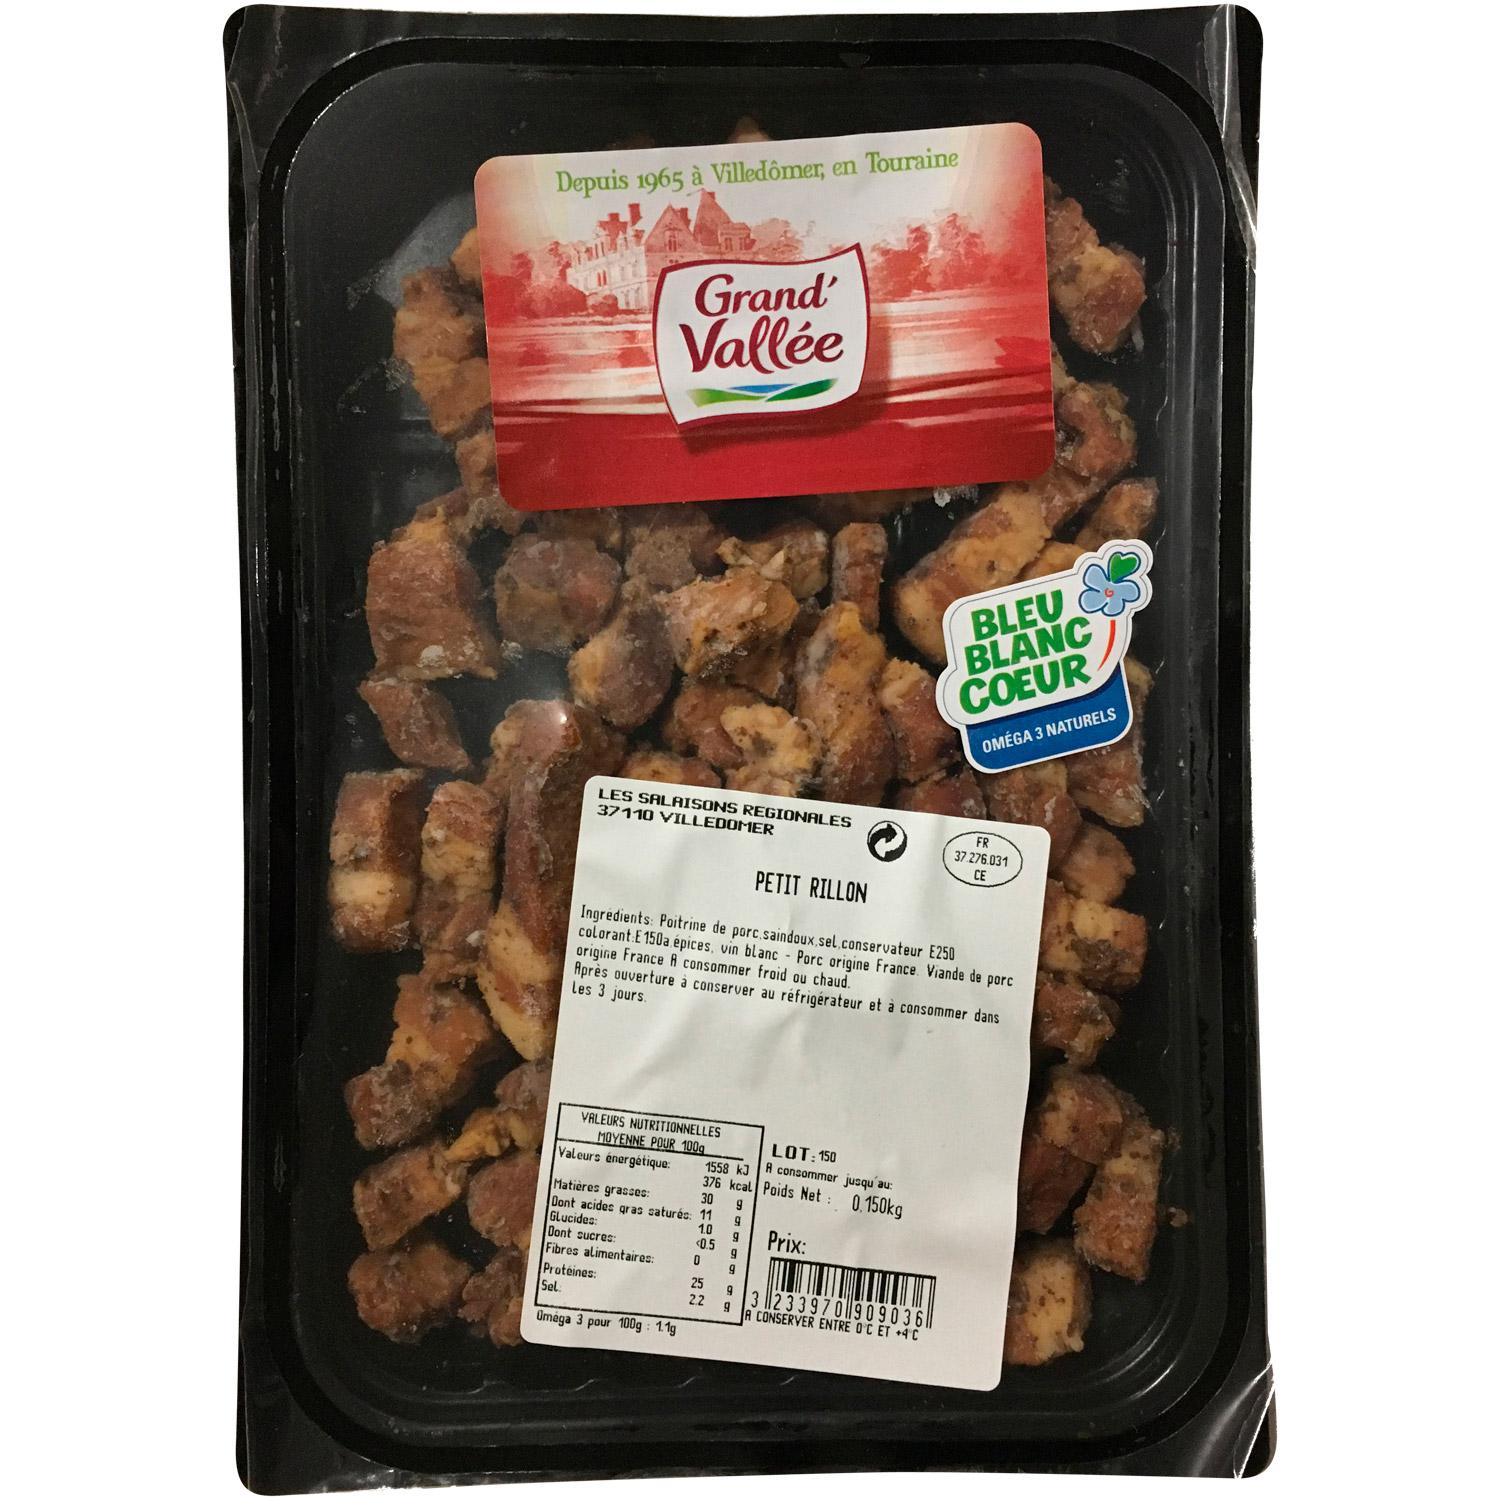 Depuis 1965 à Villedômer, en Touraine
Grand'
Vallée
BLEU
BLANC
COEUR
OMÉGA 3 NATURELS
LES SALAISONS REGIONALES
37110 VILLEDOMER
FR
37.276.031
CE
PETIT RILLON
Ingrédients: Poitrine de porc,saindoux,sel,conservateur E250
colorant:E150a,épices, vin blanc - Porc origine France. Viande de porc
origine France A consommer froid ou chaud.
Après ouverture à conserver au réfrigérateur et à consommer dans
les 3 jours.
VALEURS NUTRITIONNELLES
MOYENNE POUR 100g
Valeurs énergétique: 1558 kJ
376 kcal
Matières grasses: 30 g
Dont acides gras saturés: 11 g
Glucides: 1.0 g
Dont sucres: <0.5 g
Fibres alimentaires: 0 g
Protéines: 25 g
Sel: 2.2 g
Oméga 3 pour 100g : 1.1g
LOT: 150
A consommer jusqu'au:
Poids Net : 0.150kg
Prix:
3 233970 909036
A CONSERVER ENTRE 0°C ET +4°C